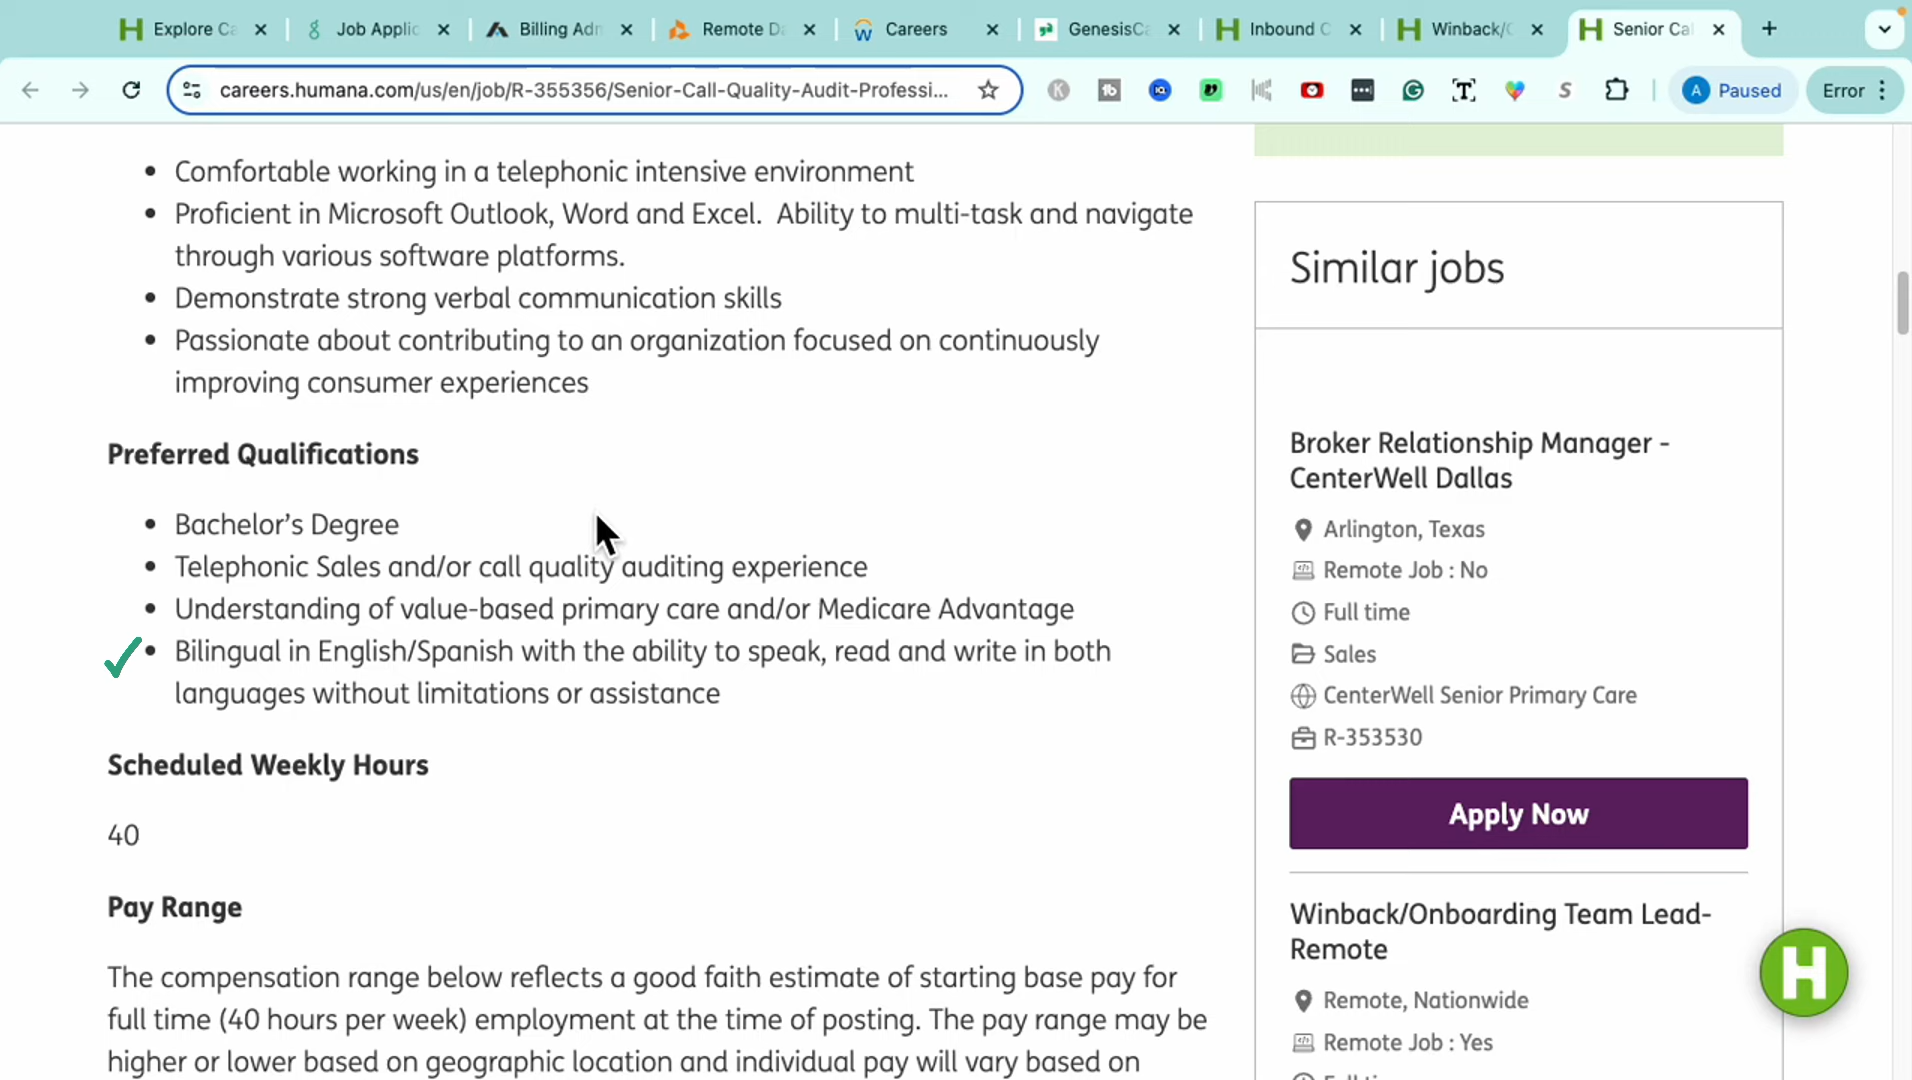 Explore Ca
Job Applic
Billing Adm
Remote Da
Careers
GenesisCa
Inbound C
Winback/O
Senior Cal
careers.humana.com/us/en/job/R-355356/Senior-Call-Quality-Audit-Professi...
A
Paused
Error
• Comfortable working in a telephonic intensive environment
• Proficient in Microsoft Outlook, Word and Excel.  Ability to multi-task and navigate
through various software platforms.
• Demonstrate strong verbal communication skills
• Passionate about contributing to an organization focused on continuously
improving consumer experiences
Preferred Qualifications
• Bachelor’s Degree
• Telephonic Sales and/or call quality auditing experience
• Understanding of value-based primary care and/or Medicare Advantage
• Bilingual in English/Spanish with the ability to speak, read and write in both
languages without limitations or assistance
Scheduled Weekly Hours
40
Pay Range
The compensation range below reflects a good faith estimate of starting base pay for
full time (40 hours per week) employment at the time of posting. The pay range may be
higher or lower based on geographic location and individual pay will vary based on
Similar jobs
Broker Relationship Manager -
CenterWell Dallas
Arlington, Texas
Remote Job : No
Full time
Sales
CenterWell Senior Primary Care
R-353530
Apply Now
Winback/Onboarding Team Lead-
Remote
Remote, Nationwide
Remote Job : Yes
H